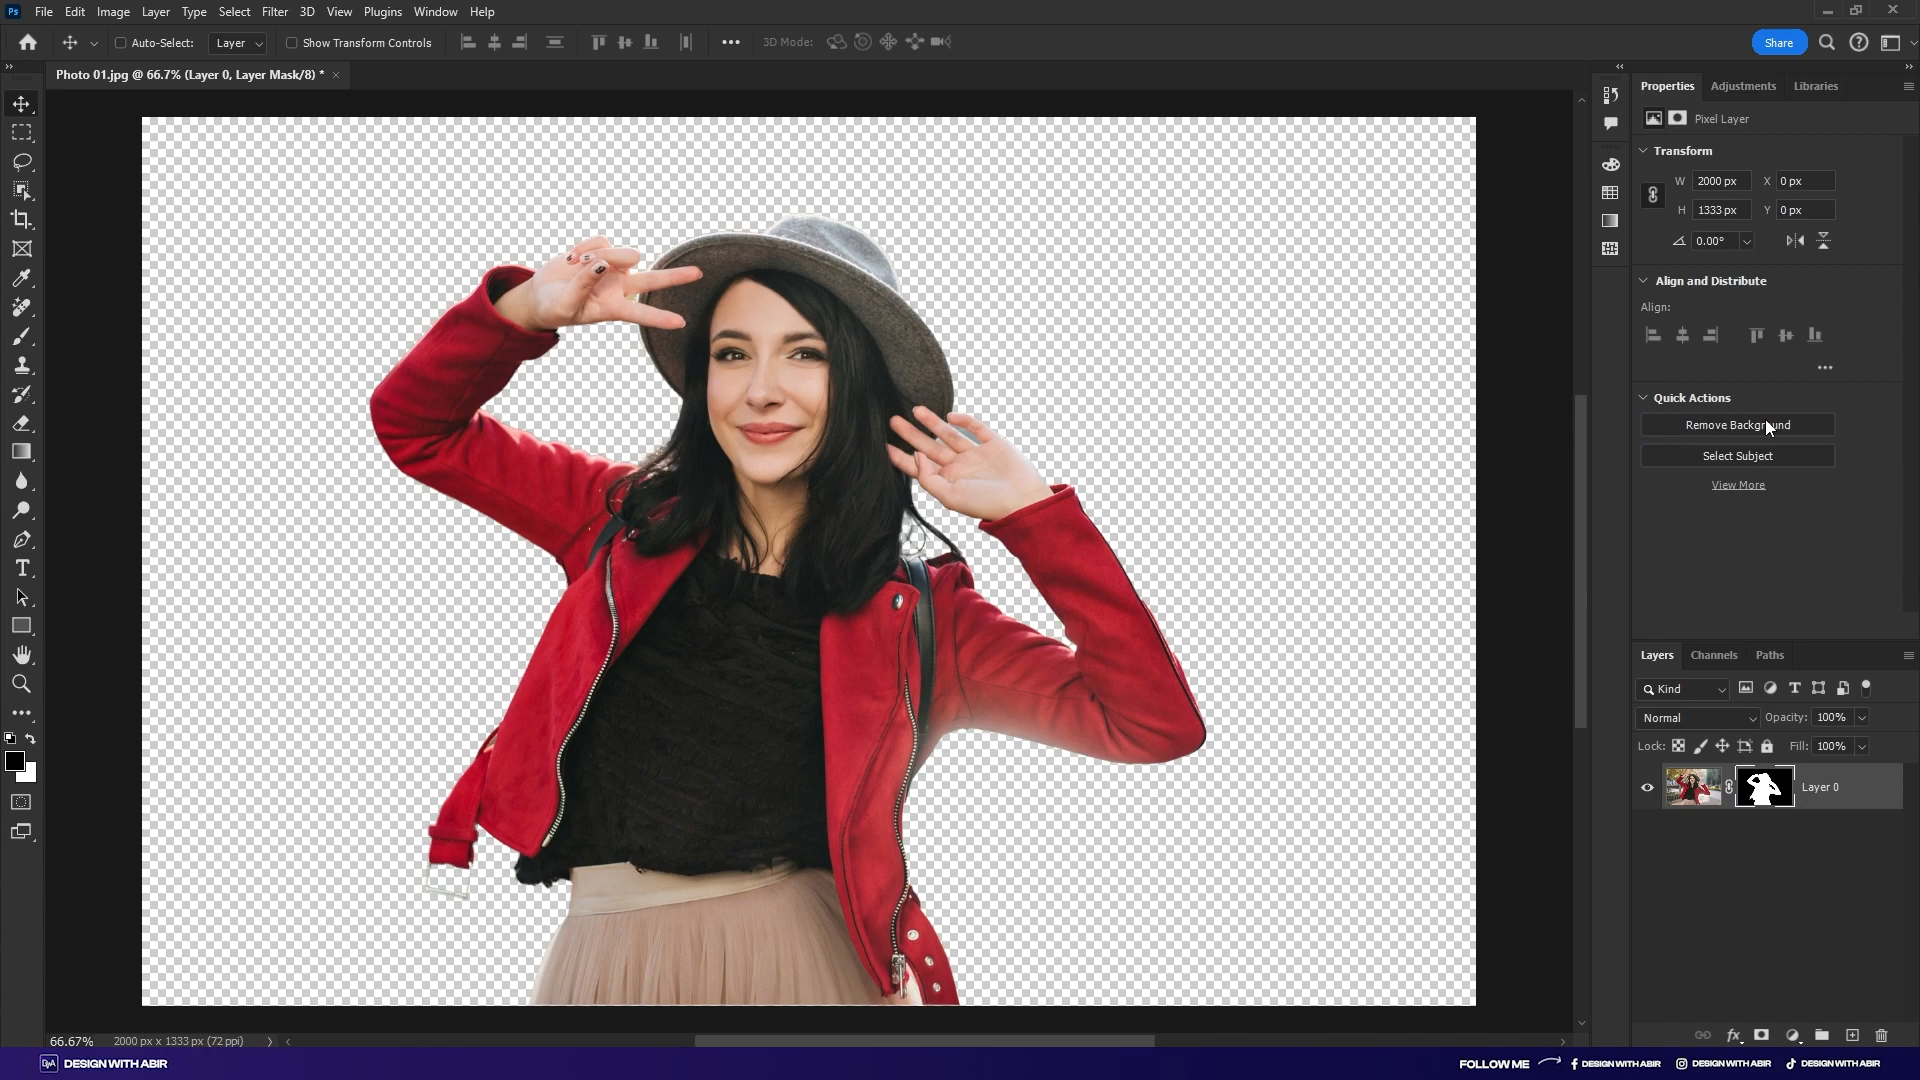 Ps File Edit Image Layer Type Select Filter 3D View Plugins Window Help
Auto-Select: Layer Show Transform Controls 3D Mode: Share
Photo 01.jpg @ 66.7% (Layer 0, Layer Mask/8) *
Properties Adjustments Libraries
Pixel Layer
Transform
W 2000 px X 0 px
H 1333 px Y 0 px
0.00°
Align and Distribute
Align:
Quick Actions
Remove Background
Select Subject
View More
Layers Channels Paths
Kind
Normal Opacity: 100%
Lock: Fill: 100%
Layer 0
66.67% 2000 px x 1333 px (72 ppi)
DESIGN WITH ABIR FOLLOW ME DESIGN WITH ABIR DESIGN WITH ABIR DESIGN WITH ABIR